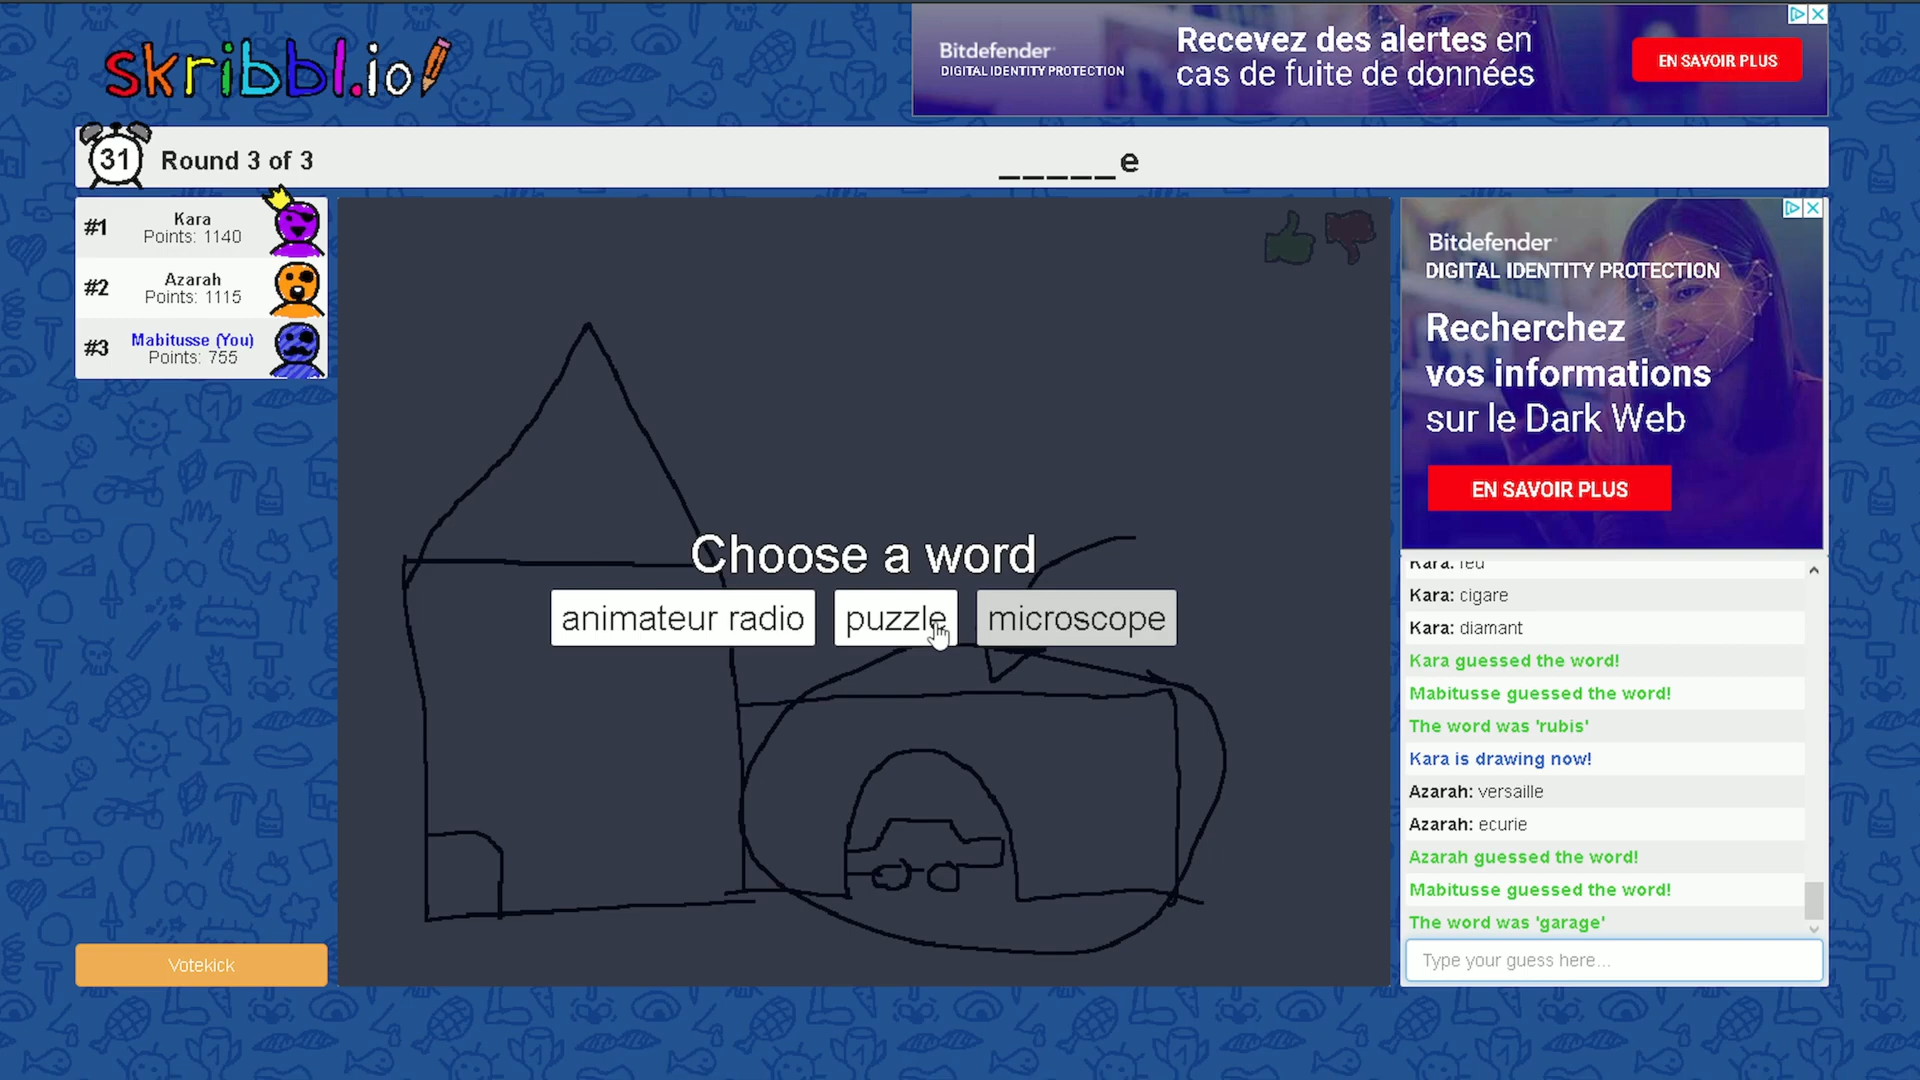 skribbl.io
Bitdefender
DIGITAL IDENTITY PROTECTION
Recevez des alertes en
cas de fuite de données
EN SAVOIR PLUS
31
Round 3 of 3
_____e
#1
Kara
Points: 1140
#2
Azarah
Points: 1115
#3
Mabitusse (You)
Points: 755
Choose a word
animateur radio
puzzle
microscope
Votekick
Bitdefender
DIGITAL IDENTITY PROTECTION
Recherchez
vos informations
sur le Dark Web
EN SAVOIR PLUS
Kara: feu
Kara: cigare
Kara: diamant
Kara guessed the word!
Mabitusse guessed the word!
The word was 'rubis'
Kara is drawing now!
Azarah: versaille
Azarah: ecurie
Azarah guessed the word!
Mabitusse guessed the word!
The word was 'garage'
Type your guess here...